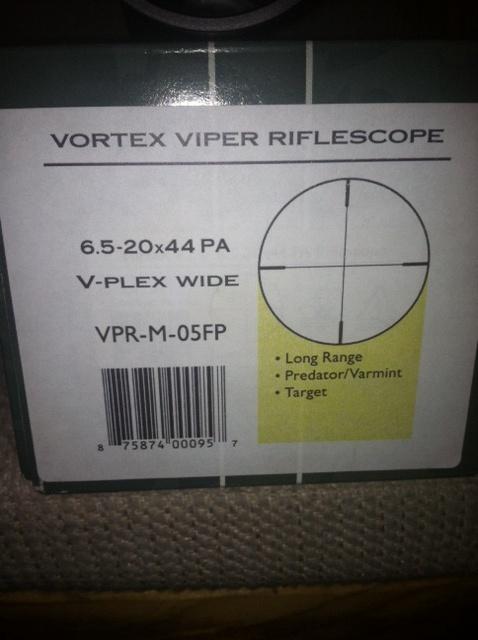 VORTEX VIPER RIFLESCOPE
6.5-20x44 PA
V-PLEX WIDE
VPR-M-05FP
• Long Range
• Predator/Varmint
• Target
8 75874 00095 7